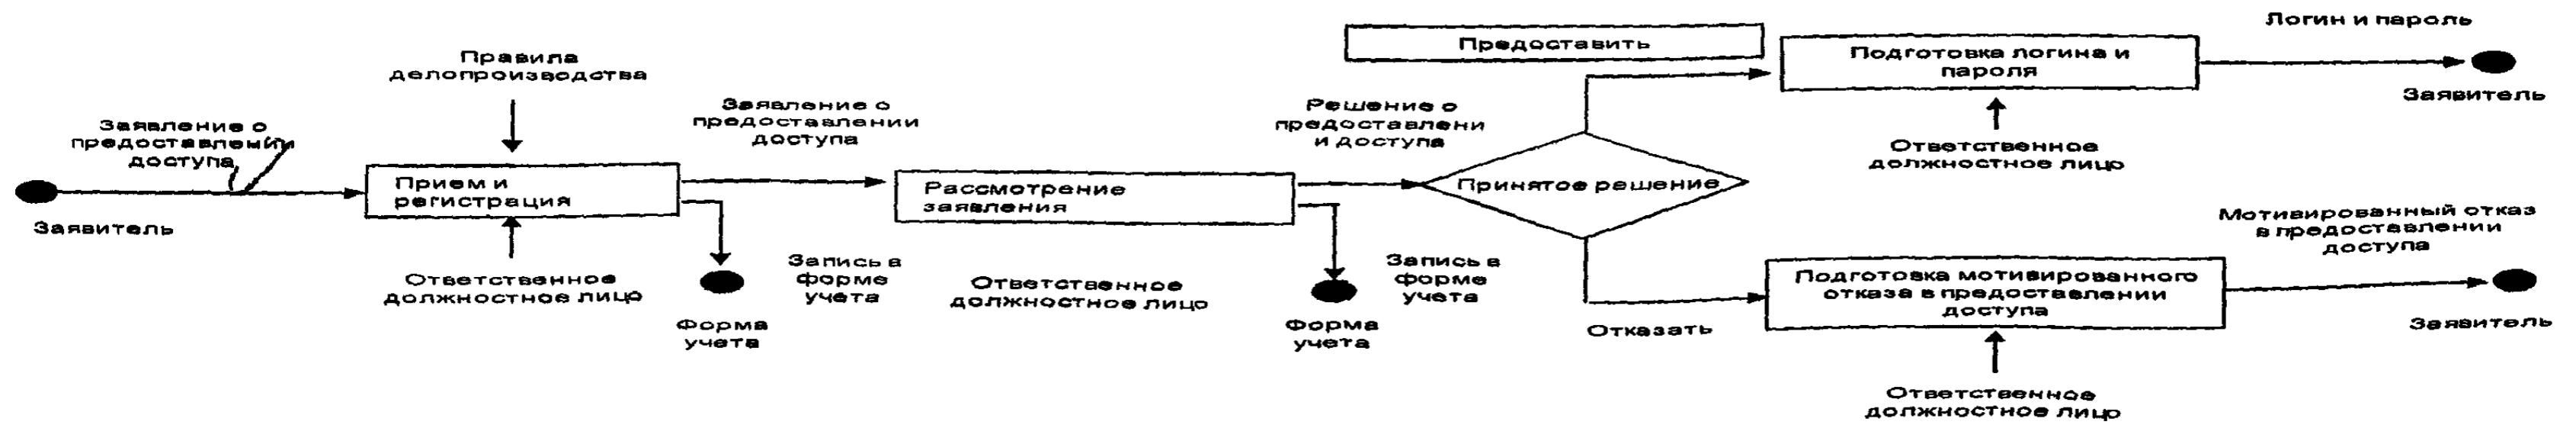 Заявление о
предоставлении
доступа
Заявитель
Правила
делопроизводства
Прием и
регистрация
Ответственное
должностное лицо
Заявление о
предоставлении
доступа
Запись в
форме
учета
Форма
учета
Рассмотрение
заявления
Ответственное
должностное лицо
Решение о
предоставлени
и доступа
Запись в
форме
учета
Форма
учета
Принятое решение
Предоставить
Подготовка логина и
пароля
Ответственное
должностное лицо
Логин и пароль
Заявитель
Отказать
Подготовка мотивированного
отказа в предоставлении
доступа
Ответственное
должностное лицо
Мотивированный отказ
в предоставлении
доступа
Заявитель